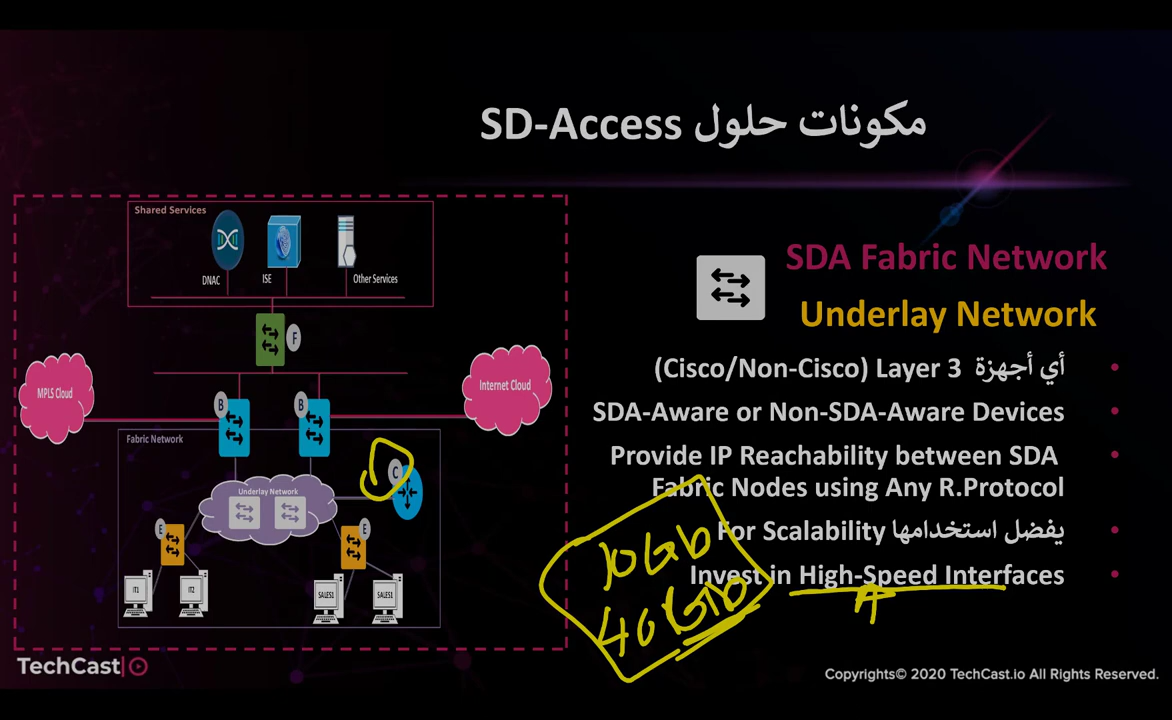 مكونات حلول SD-Access
Shared Services
DNAC
ISE
Other Services
F
MPLS Cloud
Internet Cloud
B
B
Fabric Network
C
Underlay Network
E
E
IT1
IT2
SALES1
SALES1
SDA Fabric Network
Underlay Network
أي أجهزة Layer 3 (Cisco/Non-Cisco)
SDA-Aware or Non-SDA-Aware Devices
Provide IP Reachability between SDA
Fabric Nodes using Any R.Protocol
يفضل استخدامها For Scalability
Invest in High-Speed Interfaces
10Gb
40Gb
TechCast
Copyrights© 2020 TechCast.io All Rights Reserved.